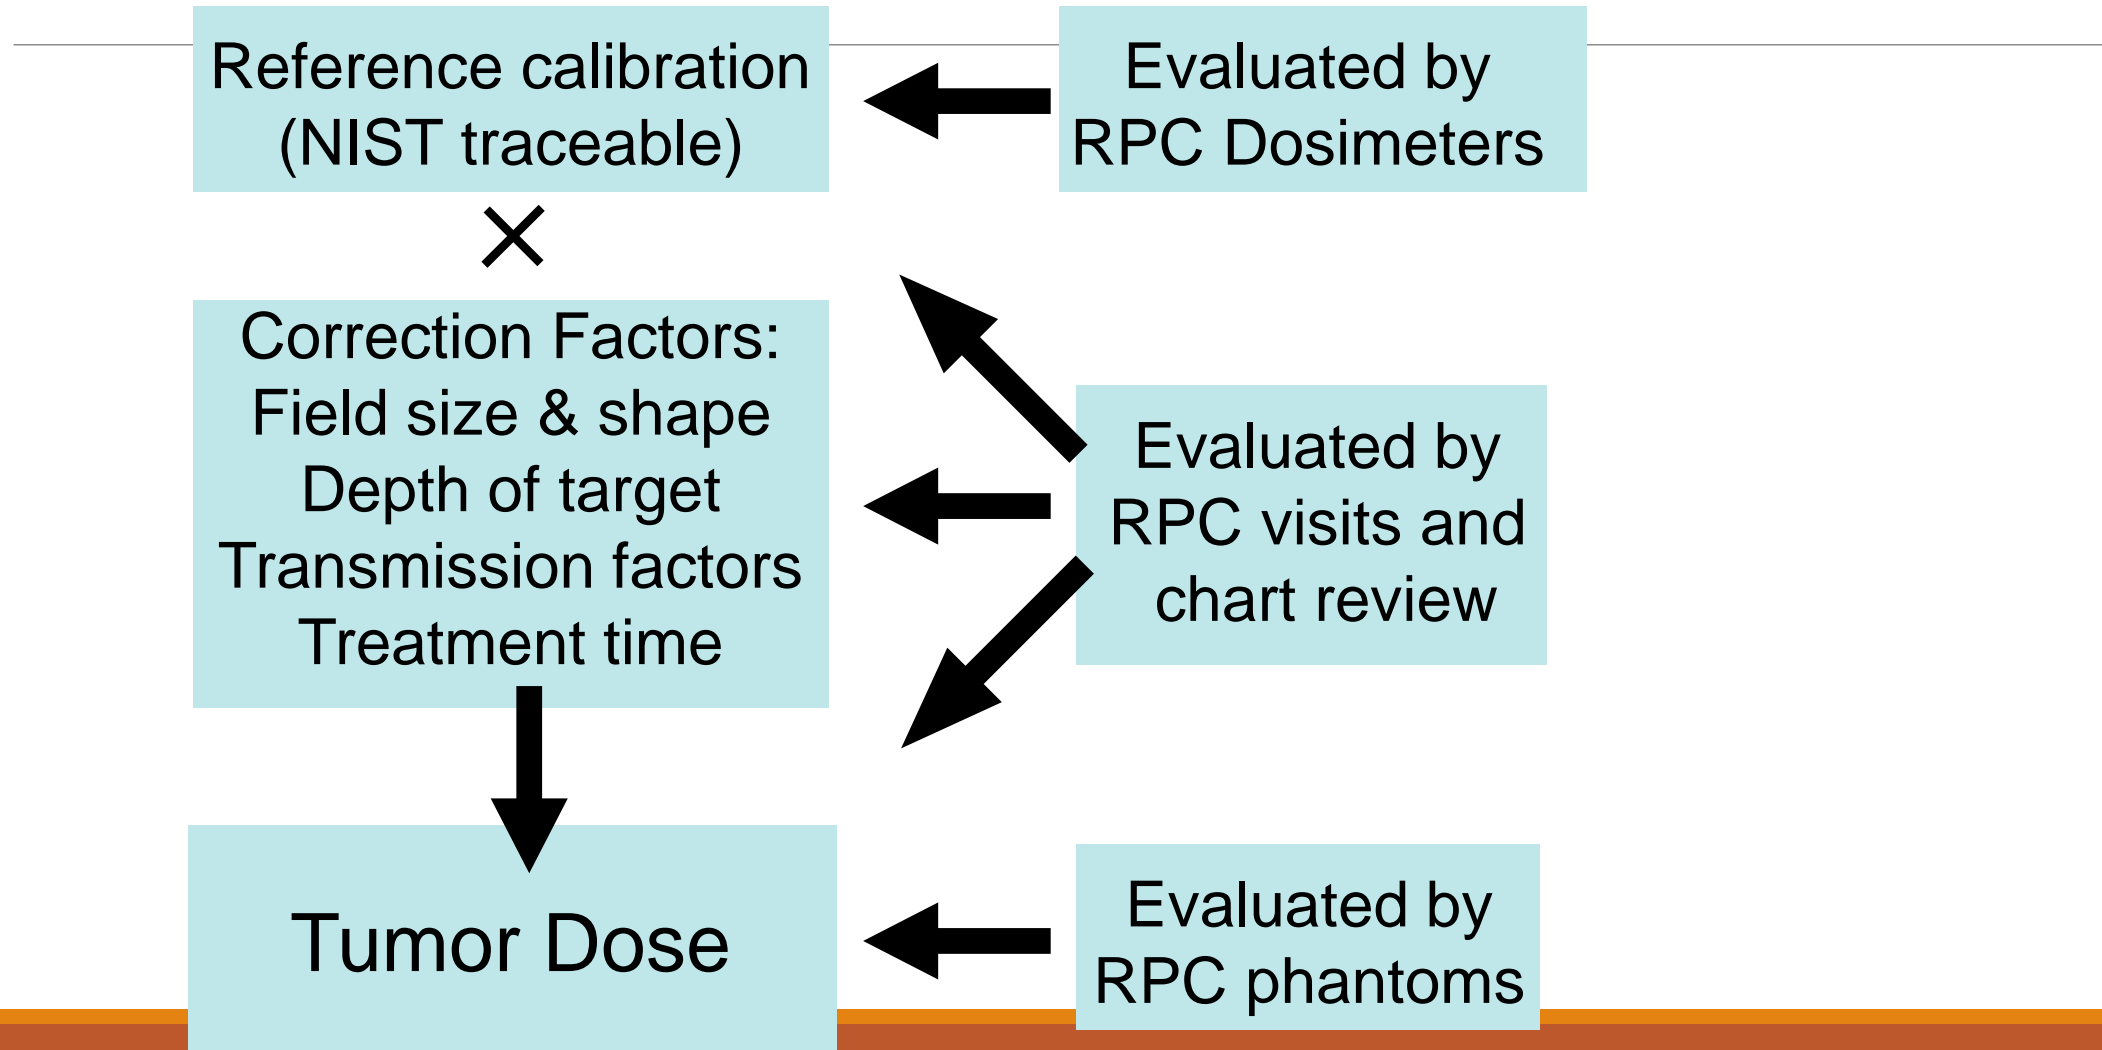 Reference calibration
(NIST traceable)
Evaluated by
RPC Dosimeters
×
Correction Factors:
Field size & shape
Depth of target
Transmission factors
Treatment time
Evaluated by
RPC visits and
chart review
Tumor Dose
Evaluated by
RPC phantoms